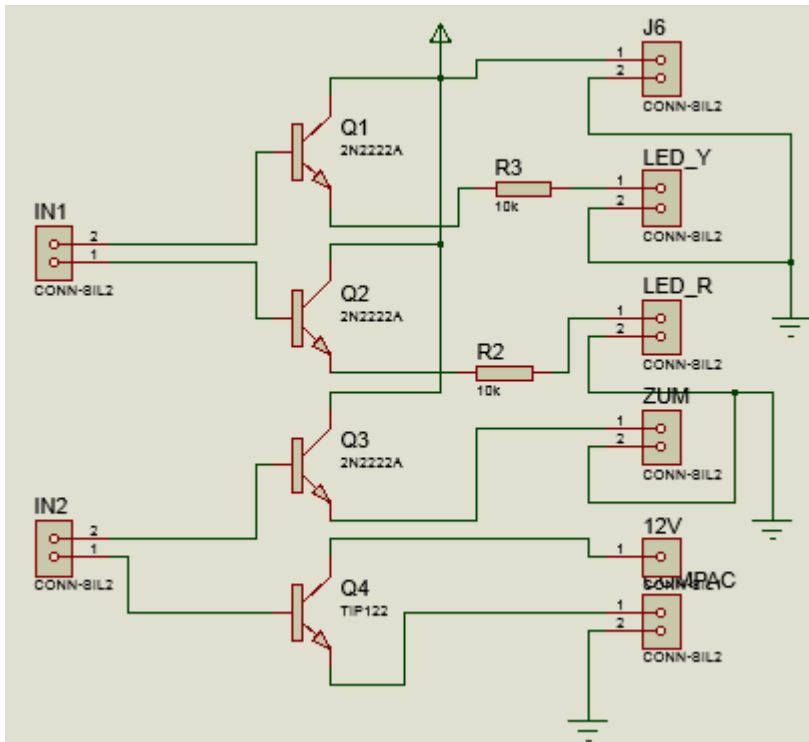 J6
1
2
CONN-SIL2
Q1
2N2222A
R3
10k
LED_Y
1
2
CONN-SIL2
IN1
2
1
CONN-SIL2
Q2
2N2222A
LED_R
1
2
CONN-SIL2
R2
10k
ZUM
1
2
CONN-SIL2
Q3
2N2222A
IN2
2
1
CONN-SIL2
12V
1
Q4
TIP122
1
2
CONN-SIL2